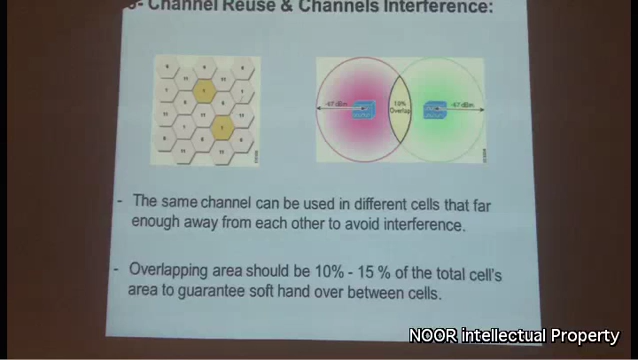 - Channel Reuse & Channels Interference:
-67 dBm
10%
Overlap
-67 dBm
- The same channel can be used in different cells that far
enough away from each other to avoid interference.
- Overlapping area should be 10% - 15 % of the total cell's
area to guarantee soft hand over between cells.
NOOR intellectual Property